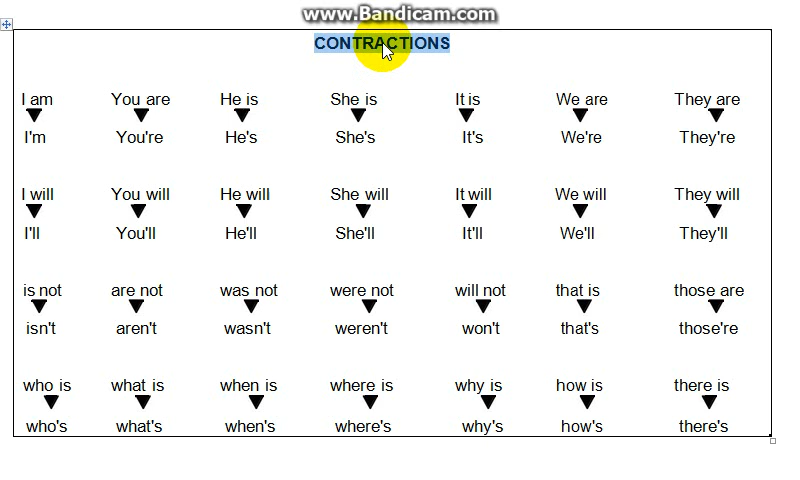 www.Bandicam.com
CONTRACTIONS
I am You are He is She is It is We are They are
I'm You're He's She's It's We're They're
I will You will He will She will It will We will They will
I'll You'll He'll She'll It'll We'll They'll
is not are not was not were not will not that is those are
isn't aren't wasn't weren't won't that's those're
who is what is when is where is why is how is there is
who's what's when's where's why's how's there's